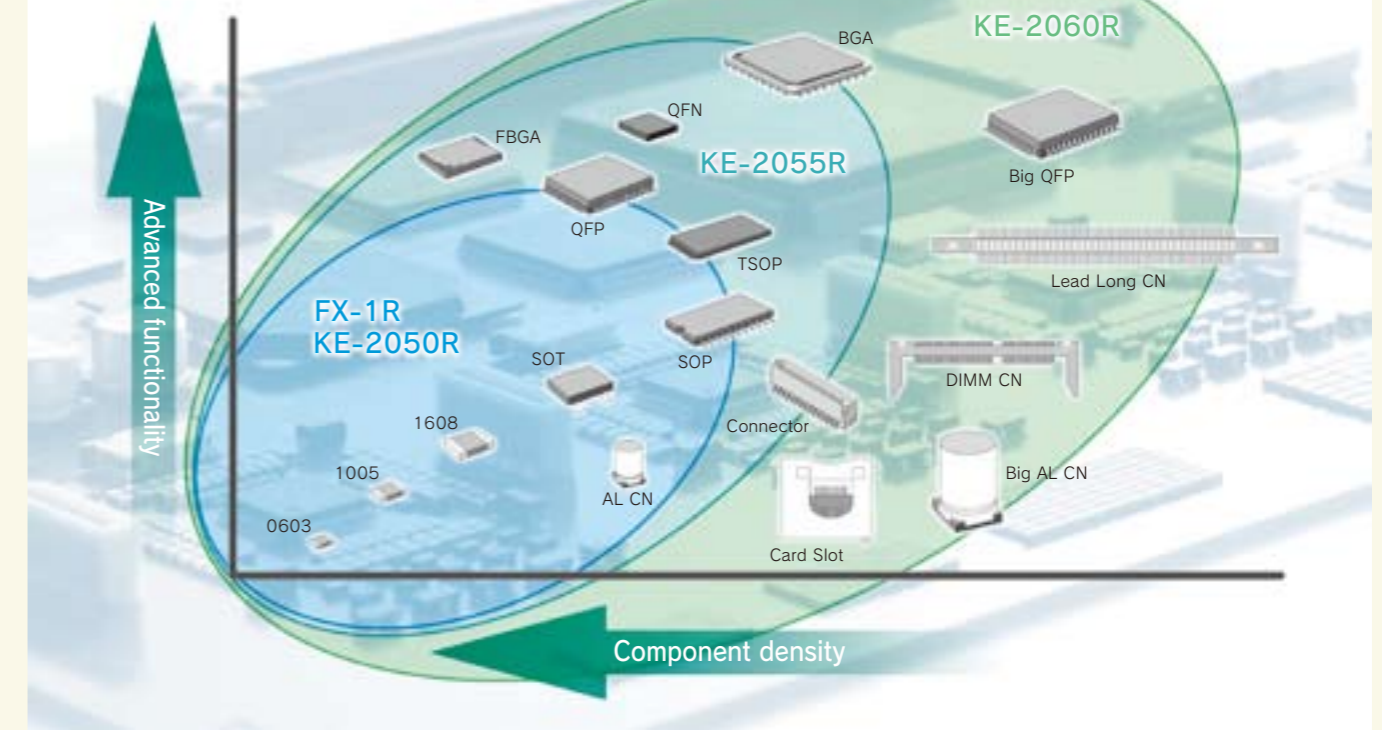 KE-2060R
BGA
QFN
FBGA
KE-2055R
Big QFP
QFP
TSOP
Lead Long CN
FX-1R
KE-2050R
SOT
SOP
DIMM CN
1608
Connector
1005
AL CN
Big AL CN
0603
Card Slot
Advanced functionality
Component density